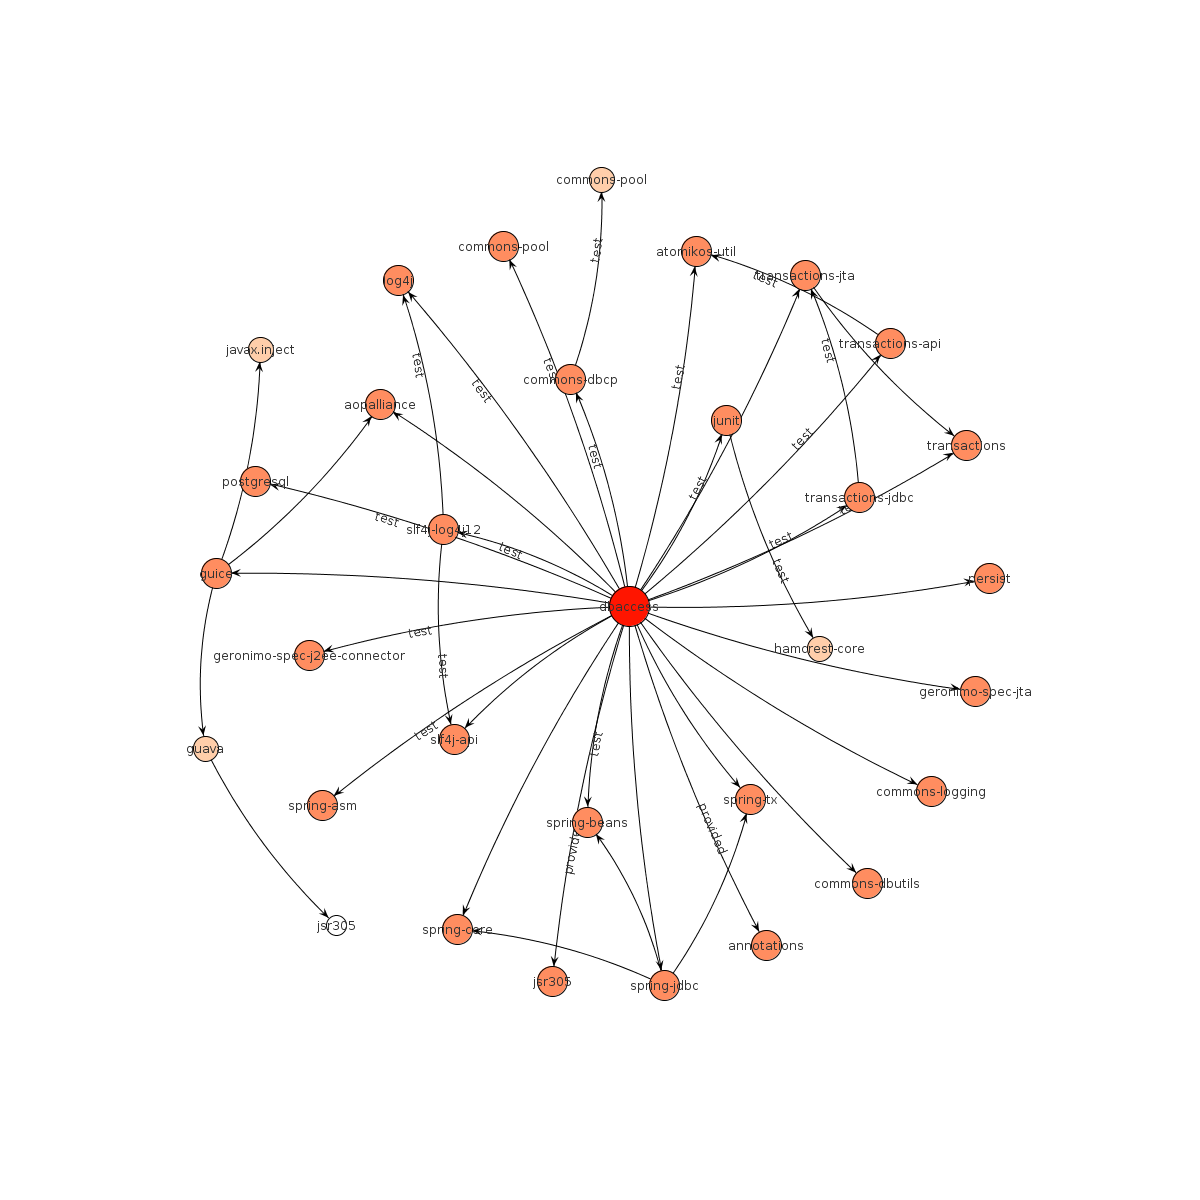 commons-pool
commons-pool
test
atomikos-util
log4j
transactions-jta
test
transactions-api
javax.inject
test
test
test
test
commons-dbcp
test
test
aopalliance
junit
test
transactions
test
postgresql
test
transactions-jdbc
test
slf4j-log4j12
test
test
guice
test
persist
dbaccess
test
hamcrest-core
geronimo-spec-j2ee-connector
test
geronimo-spec-jta
test
slf4j-api
test
guava
commons-logging
spring-asm
spring-tx
spring-beans
provided
commons-dbutils
jsr305
spring-core
annotations
jsr305
spring-jdbc